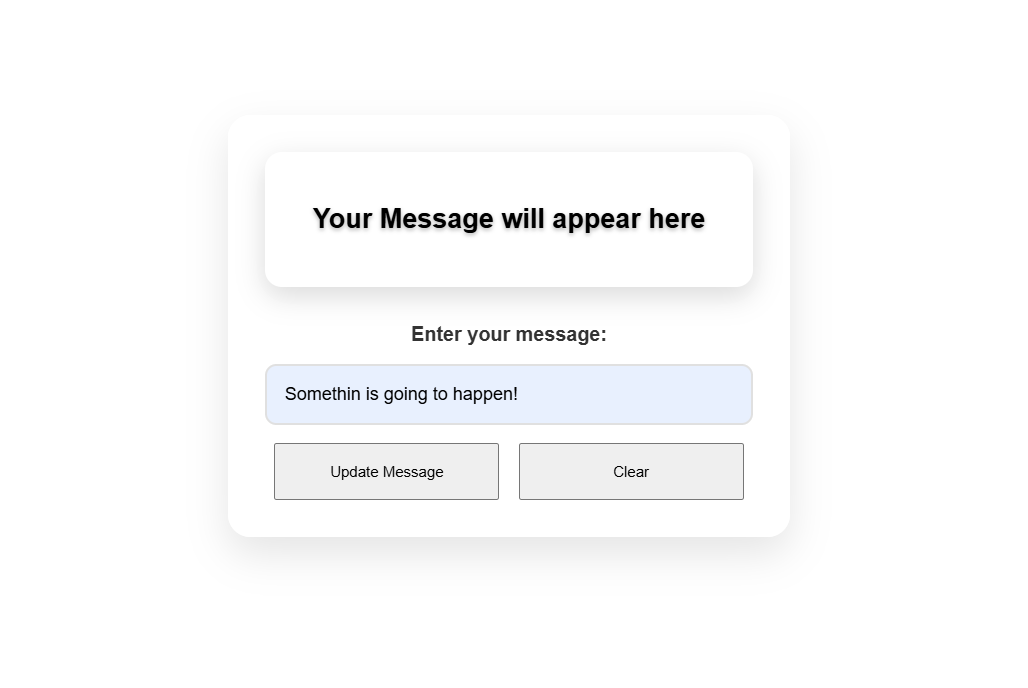 Your Message will appear here
Enter your message:
Somethin is going to happen!
Update Message
Clear